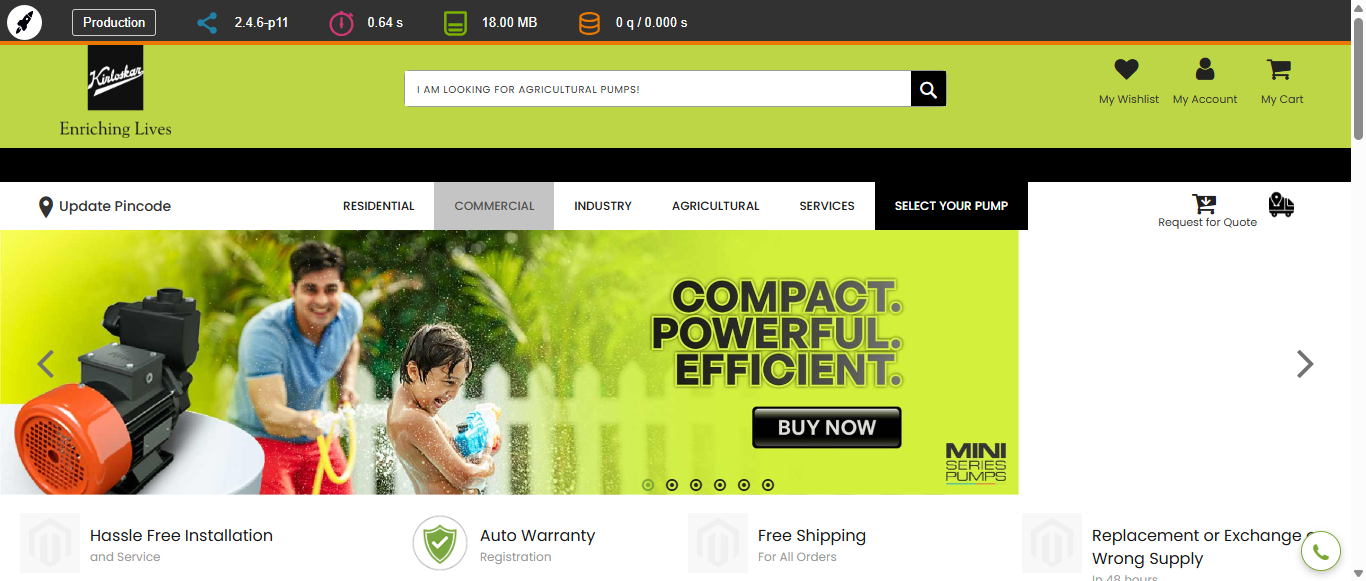 Production
2.4.6-p11
0.64 s
18.00 MB
0 q / 0.000 s
Kirloskar
Enriching Lives
I AM LOOKING FOR AGRICULTURAL PUMPS!
My Wishlist
My Account
My Cart
Update Pincode
RESIDENTIAL
COMMERCIAL
INDUSTRY
AGRICULTURAL
SERVICES
SELECT YOUR PUMP
Request for Quote
COMPACT.
POWERFUL.
EFFICIENT.
BUY NOW
MINI
SERIES
PUMPS
Hassle Free Installation
and Service
Auto Warranty
Registration
Free Shipping
For All Orders
Replacement or Exchange
Wrong Supply
In 48 hours